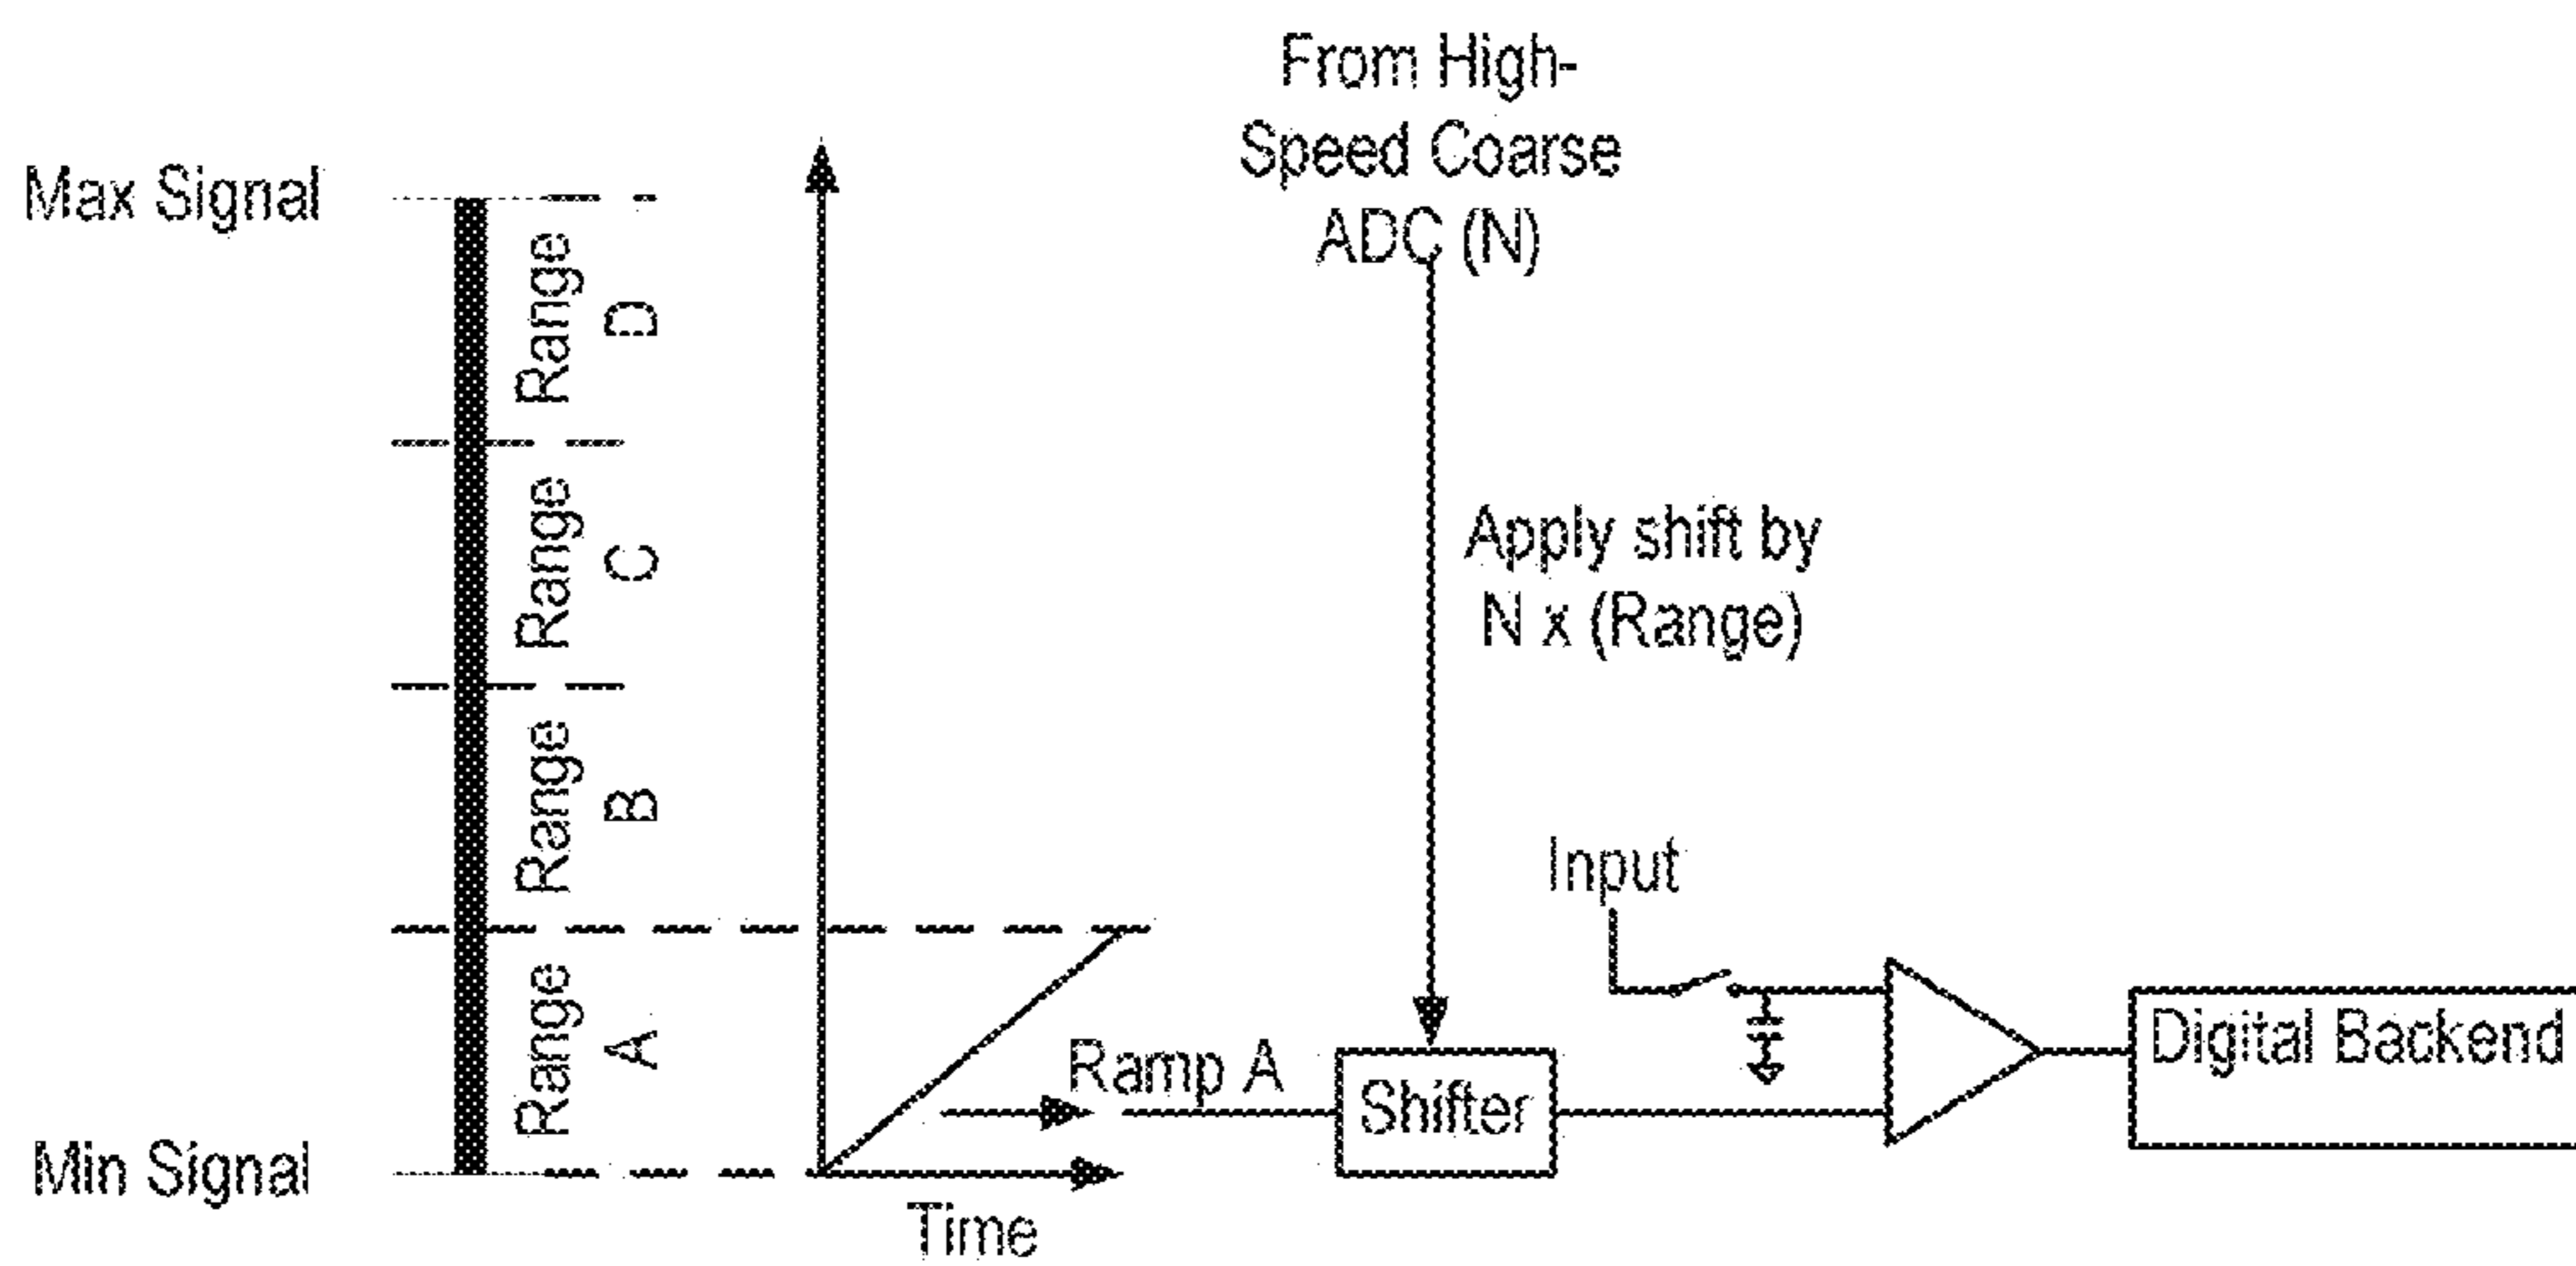 From High-
Speed Coarse
ADC (N)
Max Signal
Range
D
Range
C
Apply shift by
N x (Range)
Range
B
Input
Range
A
Ramp A
Shifter
Digital Backend
Min Signal
Time